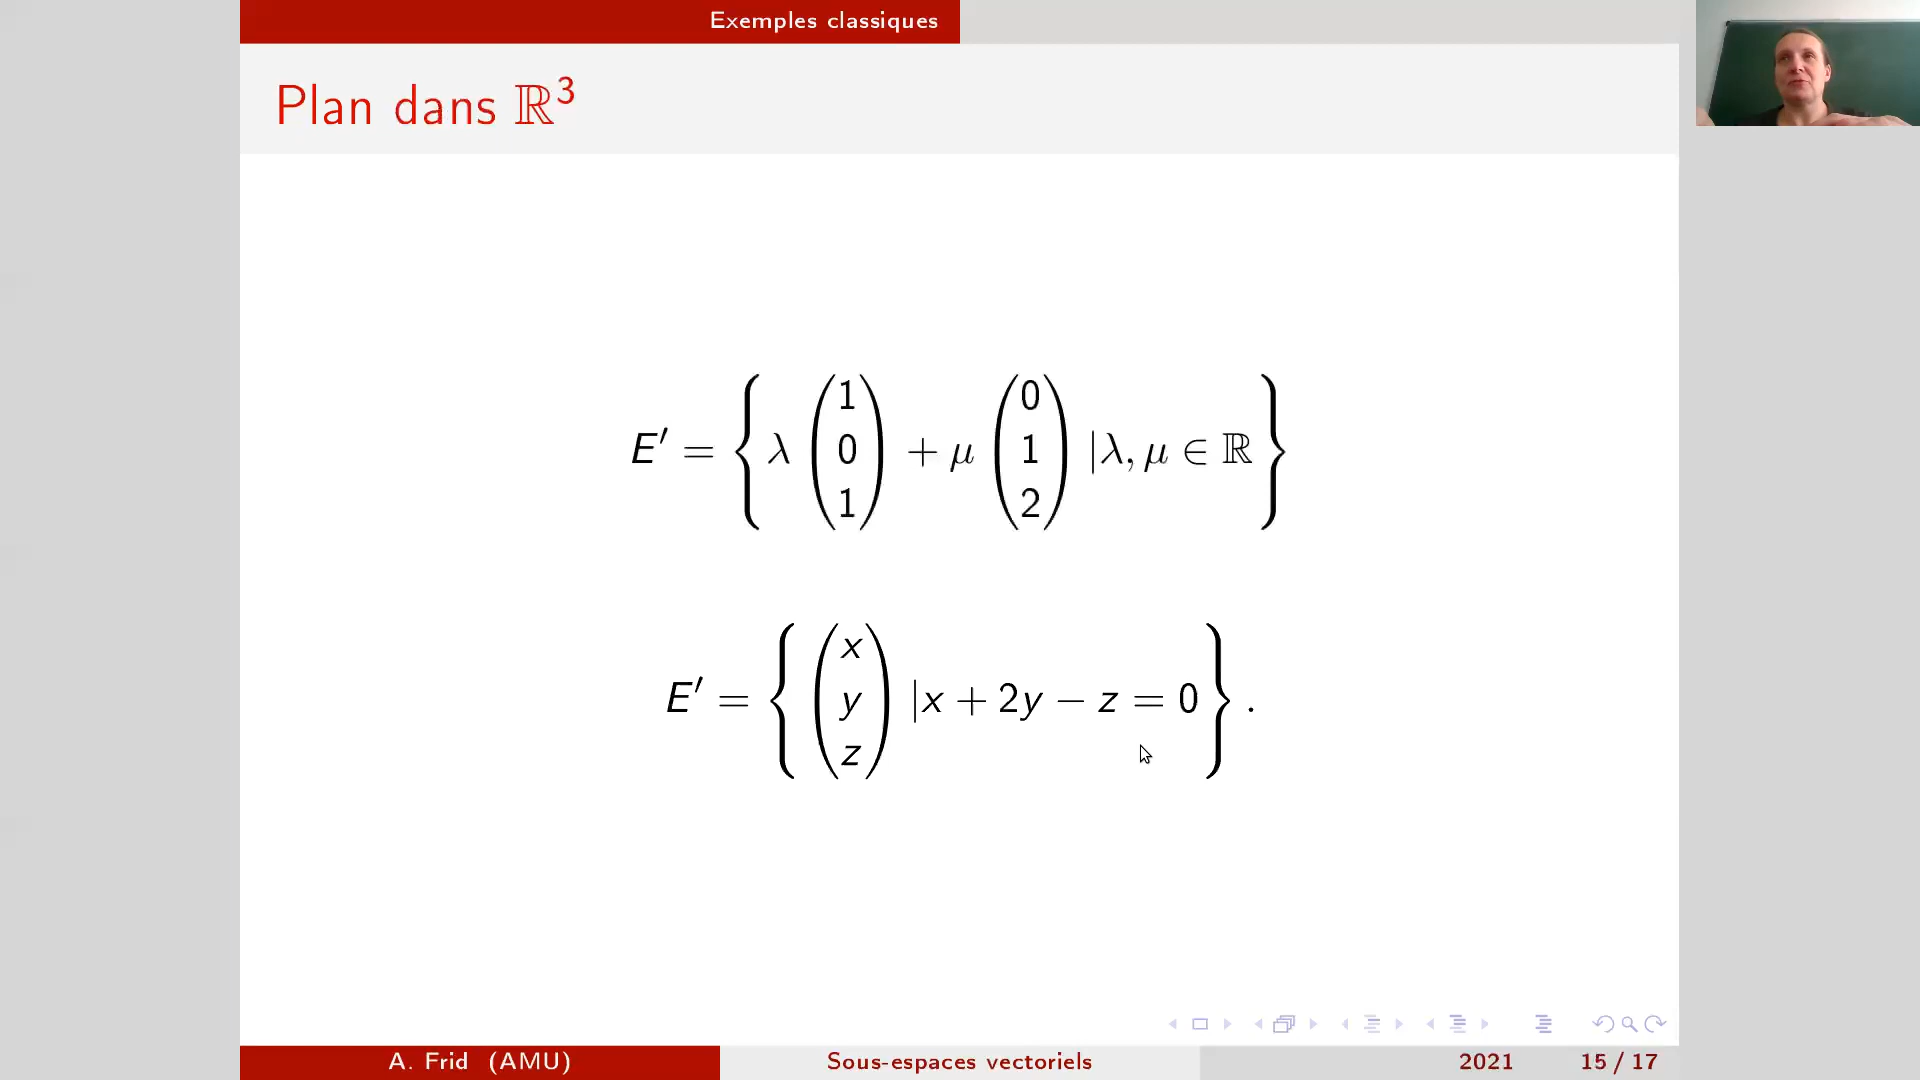 Exemples classiques
Plan dans ℝ³
E′ = { λ (1 0 1) + μ (0 1 2) |λ, μ ∈ ℝ }
E′ = { (x y z) |x + 2y − z = 0 } .
A. Frid (AMU) Sous-espaces vectoriels 2021 15 / 17